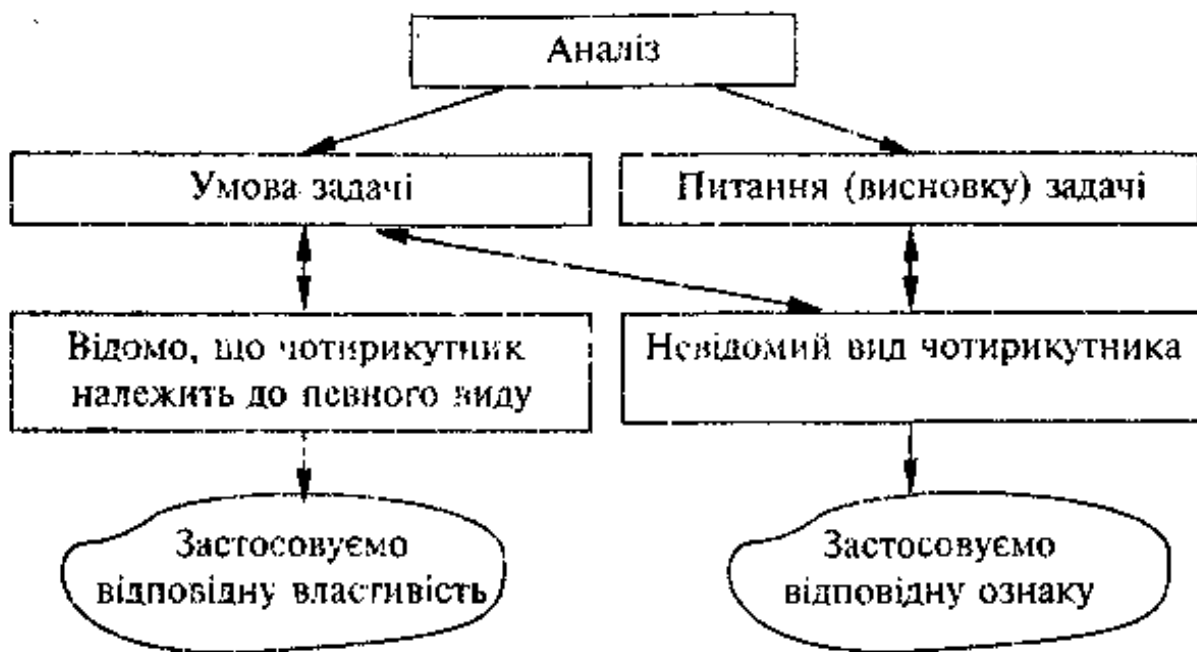 Аналіз
Умова задачі
Питання (висновку) задачі
Відомо, що чотирикутник
належить до певного виду
Невідомий вид чотирикутника
Застосовуємо
відповідну властивість
Застосовуємо
відповідну ознаку